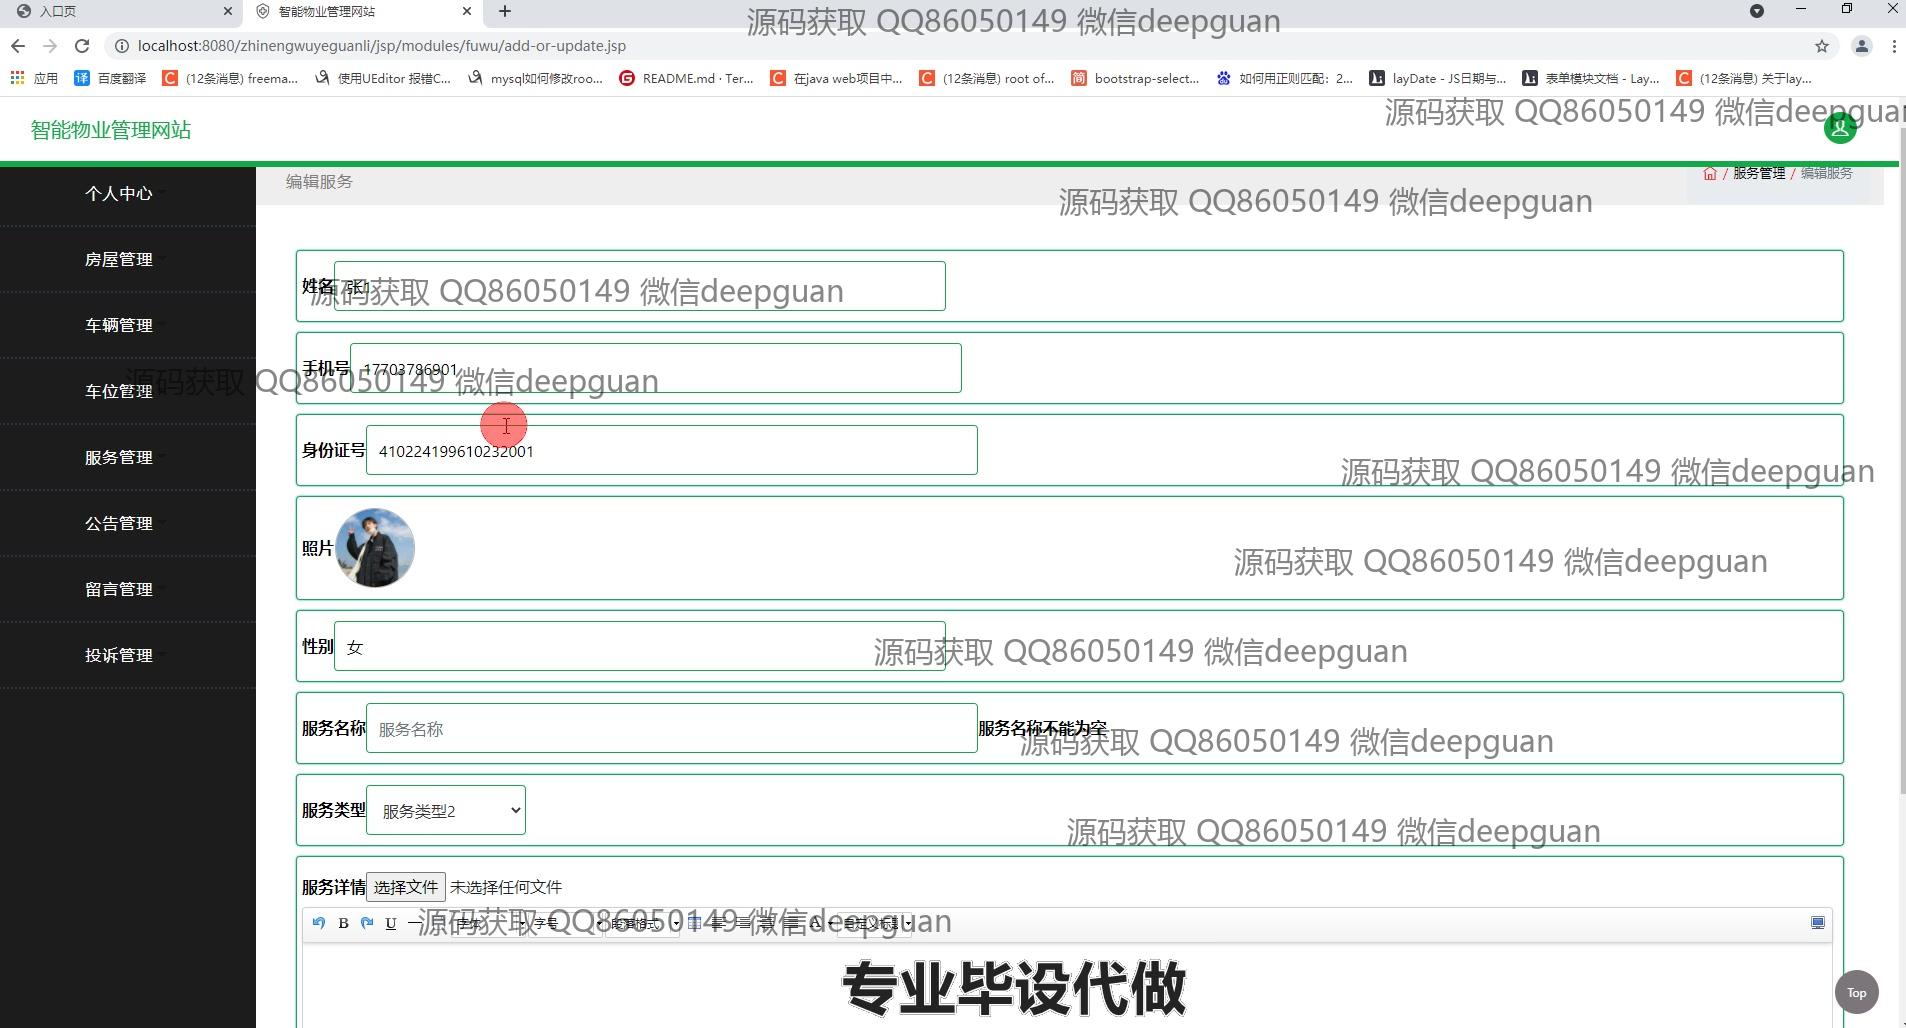 入口页
智能物业管理网站
源码获取 QQ86050149 微信deepguan
localhost:8080/zhinengwuyeguanli/jsp/modules/fuwu/add-or-update.jsp
应用 百度翻译 (12条消息) freema... 使用UEditor 报错C... mysql如何修改roo... README.md · Ter... 在java web项目中... (12条消息) root of... bootstrap-select... 如何用正则匹配：2... layDate - JS日期与... 表单模块文档 - Lay... (12条消息) 关于lay...
源码获取 QQ86050149 微信deepguan
智能物业管理网站
个人中心
房屋管理
车辆管理
车位管理
服务管理
公告管理
留言管理
投诉管理
编辑服务
/ 服务管理 / 编辑服务
源码获取 QQ86050149 微信deepguan
姓名 张1
源码获取 QQ86050149 微信deepguan
手机号 17703786901
源码获取 QQ86050149 微信deepguan
身份证号 410224199610232001
源码获取 QQ86050149 微信deepguan
照片
源码获取 QQ86050149 微信deepguan
性别 女
源码获取 QQ86050149 微信deepguan
服务名称 服务名称 服务名称不能为空
源码获取 QQ86050149 微信deepguan
服务类型 服务类型2
源码获取 QQ86050149 微信deepguan
服务详情 选择文件 未选择任何文件
B U 字体 字号 段落格式 A 自定义标题
源码获取 QQ86050149 微信deepguan
专业毕设代做
Top